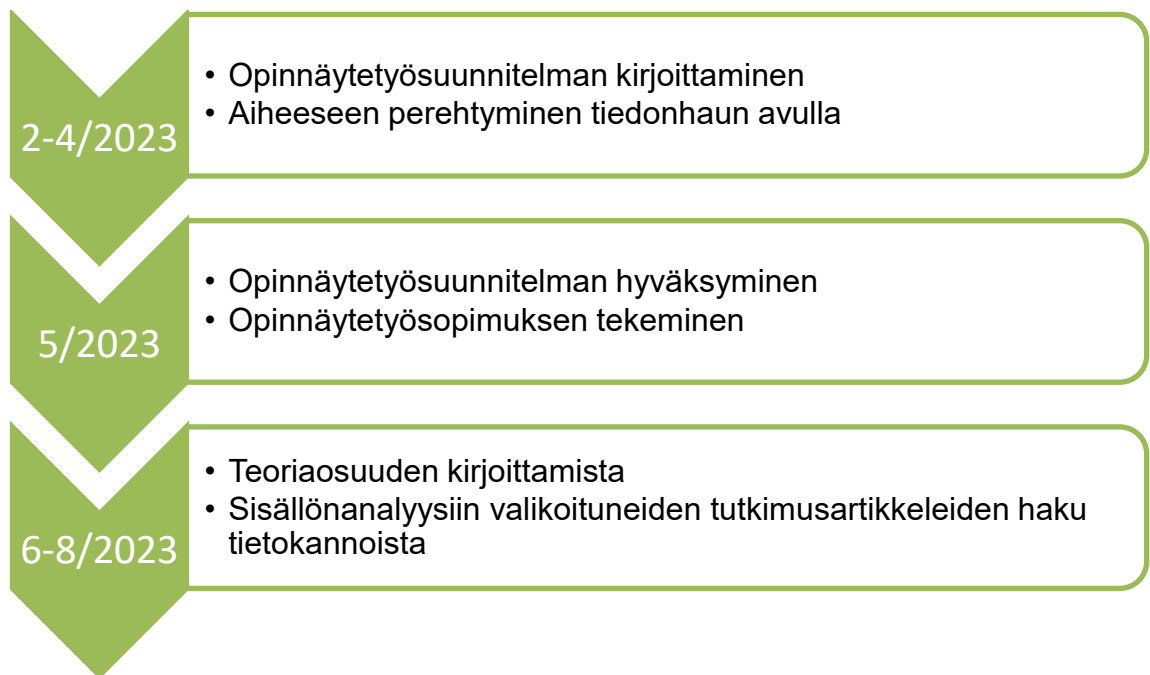 2-4/2023
• Opinnäytetyösuunnitelman kirjoittaminen
• Aiheeseen perehtyminen tiedonhaun avulla
5/2023
• Opinnäytetyösuunnitelman hyväksyminen
• Opinnäytetyösopimuksen tekeminen
6-8/2023
• Teoriaosuuden kirjoittamista
• Sisällönanalyysiin valikoituneiden tutkimusartikkeleiden haku
tietokannoista